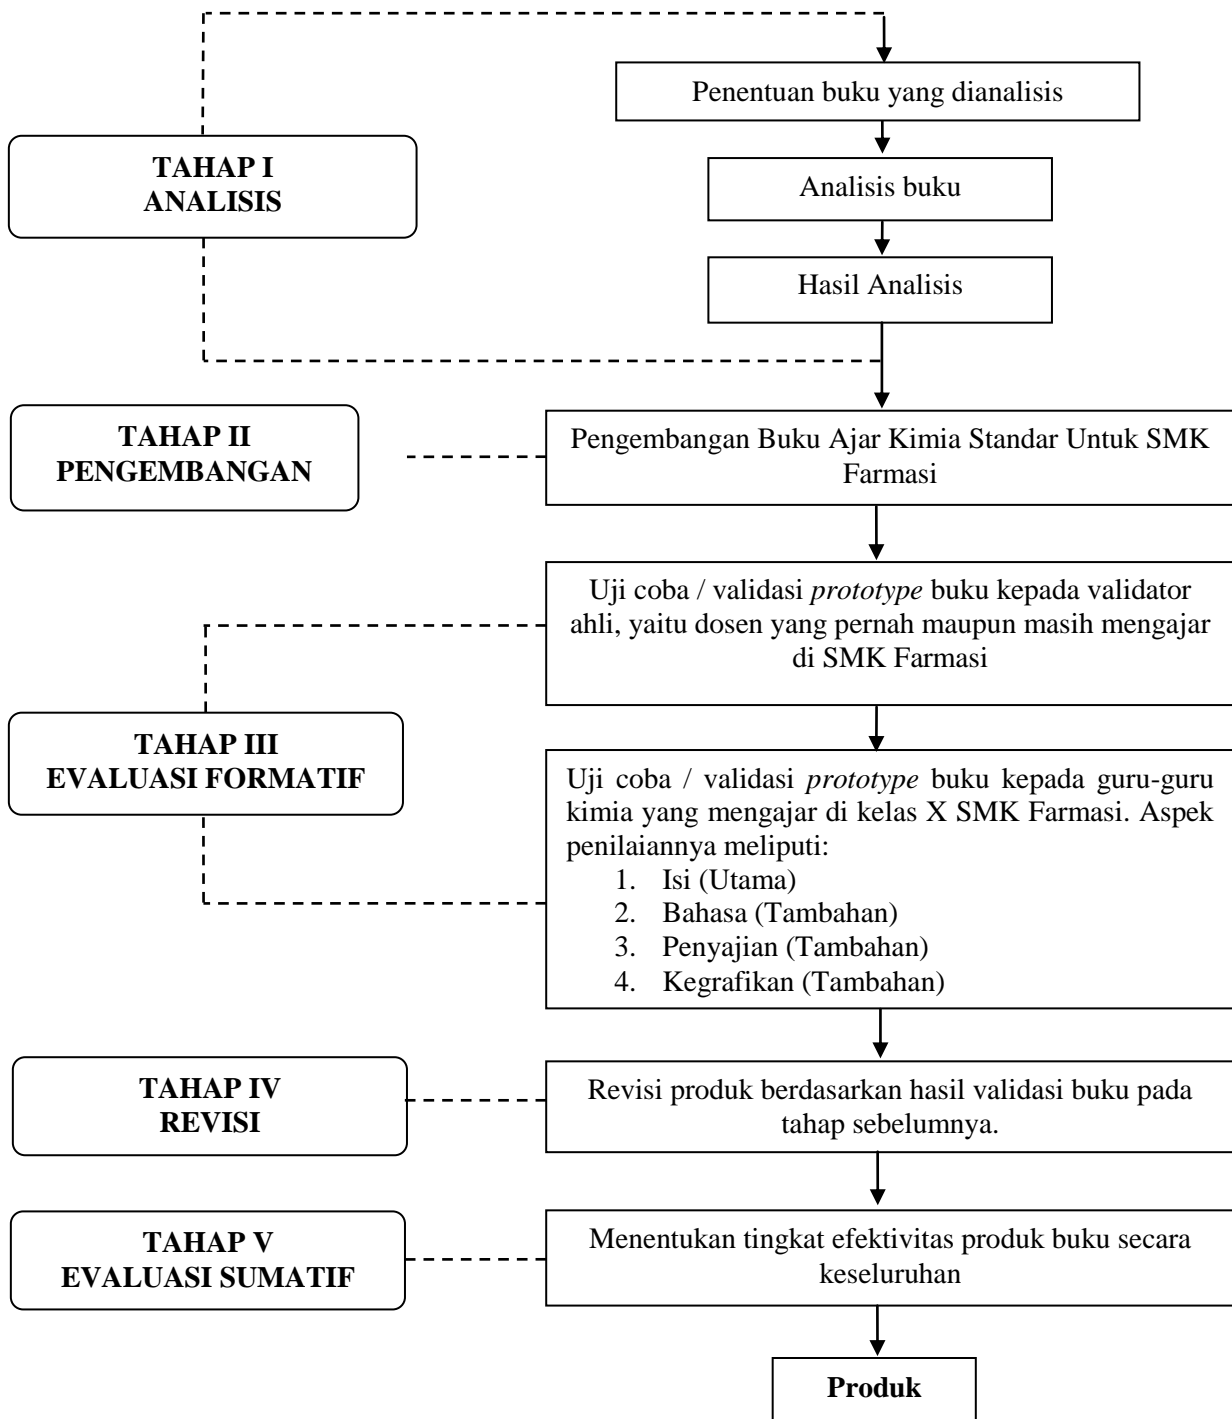 Penentuan buku yang dianalisis
TAHAP I
ANALISIS
Analisis buku
Hasil Analisis
TAHAP II
PENGEMBANGAN
Pengembangan Buku Ajar Kimia Standar Untuk SMK
Farmasi
Uji coba / validasi prototype buku kepada validator
ahli, yaitu dosen yang pernah maupun masih mengajar
di SMK Farmasi
TAHAP III
EVALUASI FORMATIF
Uji coba / validasi prototype buku kepada guru-guru
kimia yang mengajar di kelas X SMK Farmasi. Aspek
penilaiannya meliputi:
1. Isi (Utama)
2. Bahasa (Tambahan)
3. Penyajian (Tambahan)
4. Kegrafikan (Tambahan)
TAHAP IV
REVISI
Revisi produk berdasarkan hasil validasi buku pada
tahap sebelumnya.
TAHAP V
EVALUASI SUMATIF
Menentukan tingkat efektivitas produk buku secara
keseluruhan
Produk